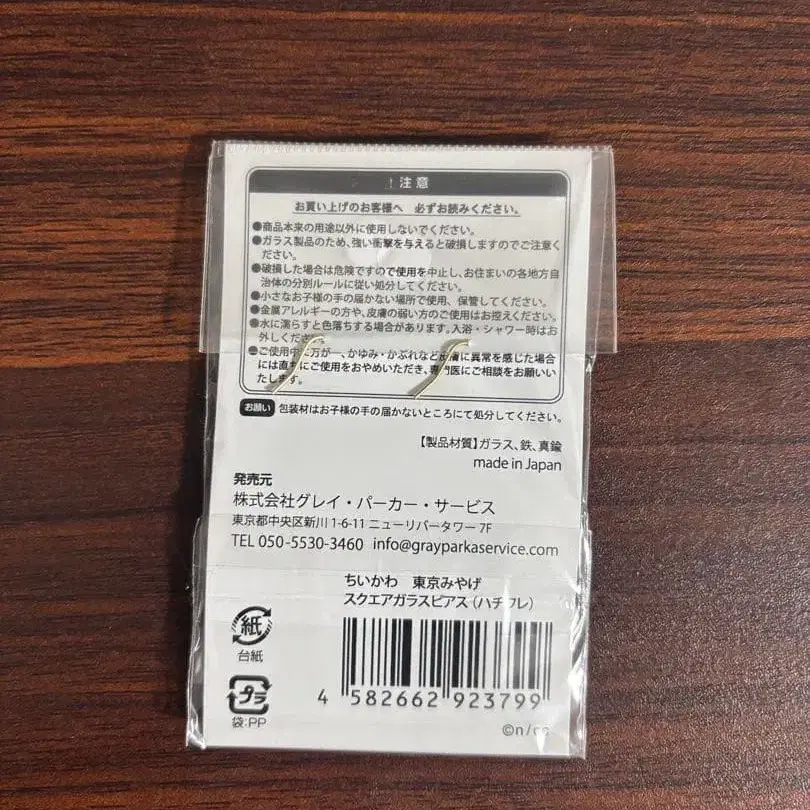 ！注意
お買い上げのお客様へ 必ずお読みください。
●商品本来の用途以外に使用しないでください。
●ガラス製品のため、強い衝撃を与えると破損しますのでご注意く
ださい。
●破損した場合は危険ですので使用を中止し、お住まいの各地方自
治体の分別ルールに従い処分してください。
●小さなお子様の手の届かない場所で使用、保管してください。
●金属アレルギーの方や、皮膚の弱い方のご使用はお控えください。
●水に濡らすと色落ちする場合があります。入浴・シャワー時はお
外しください。
●ご使用中に万が一、かゆみ・かぶれなど皮膚に異常を感じた場合
には直ちにご使用をおやめいただき、専門医にご相談をお願いい
たします。
お願い 包装材はお子様の手の届かないところにて処分してください。
【製品材質】ガラス、鉄、真鍮
made in Japan
発売元
株式会社グレイ・パーカー・サービス
東京都中央区新川 1-6-11 ニューリバータワー 7F
TEL 050-5530-3460 info@grayparkaservice.com
ちいかわ 東京みやげ
スクエアガラスピアス（ハチワレ）
紙
台紙
プラ
袋:PP
4 582662 923799
©n/